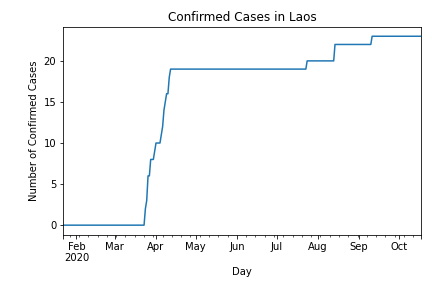 Confirmed Cases in Laos
Number of Confirmed Cases
20
15
10
5
0
Feb Mar Apr May Jun Jul Aug Sep Oct
2020
Day